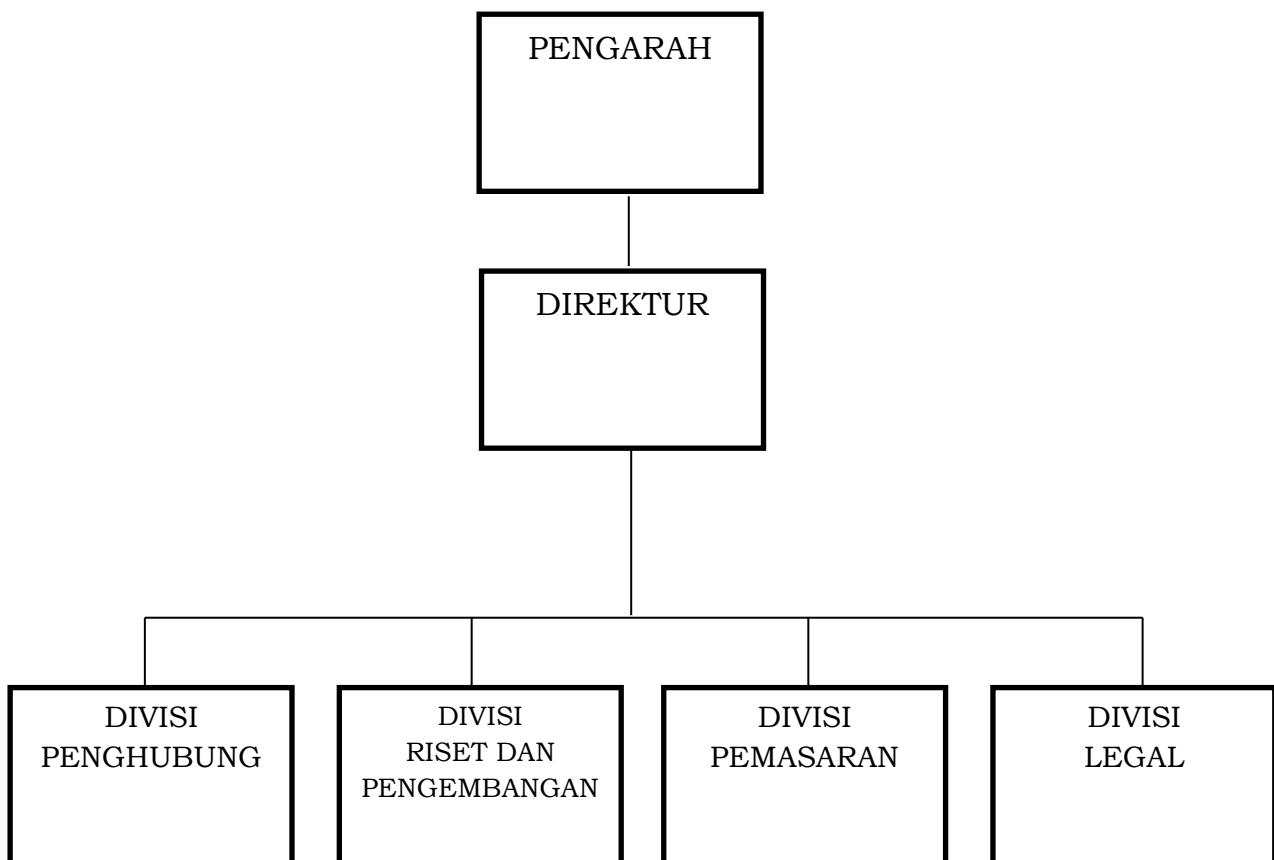 PENGARAH
DIREKTUR
DIVISI
PENGHUBUNG
DIVISI
RISET DAN
PENGEMBANGAN
DIVISI
PEMASARAN
DIVISI
LEGAL